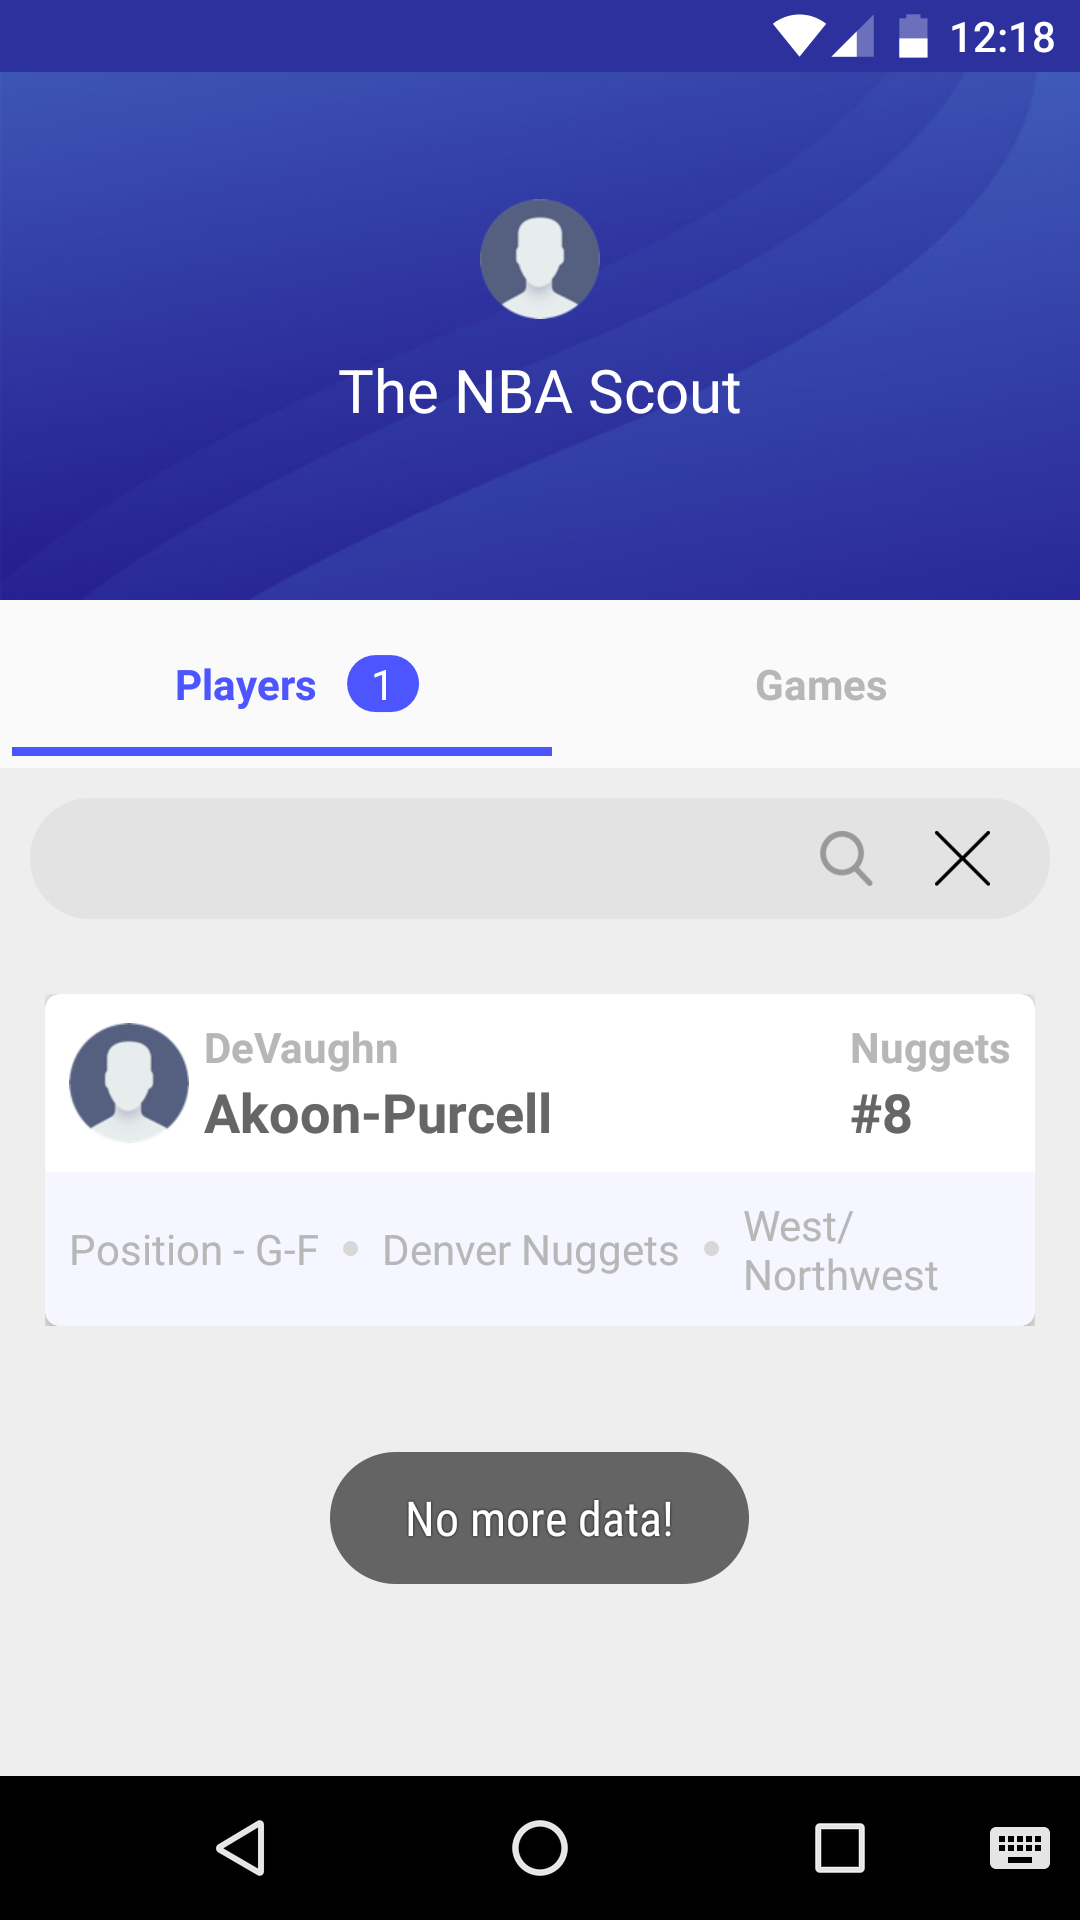 12:18
The NBA Scout
Players 1 Games
DeVaughn Nuggets
Akoon-Purcell #8
Position - G-F • Denver Nuggets • West/
Northwest
No more data!